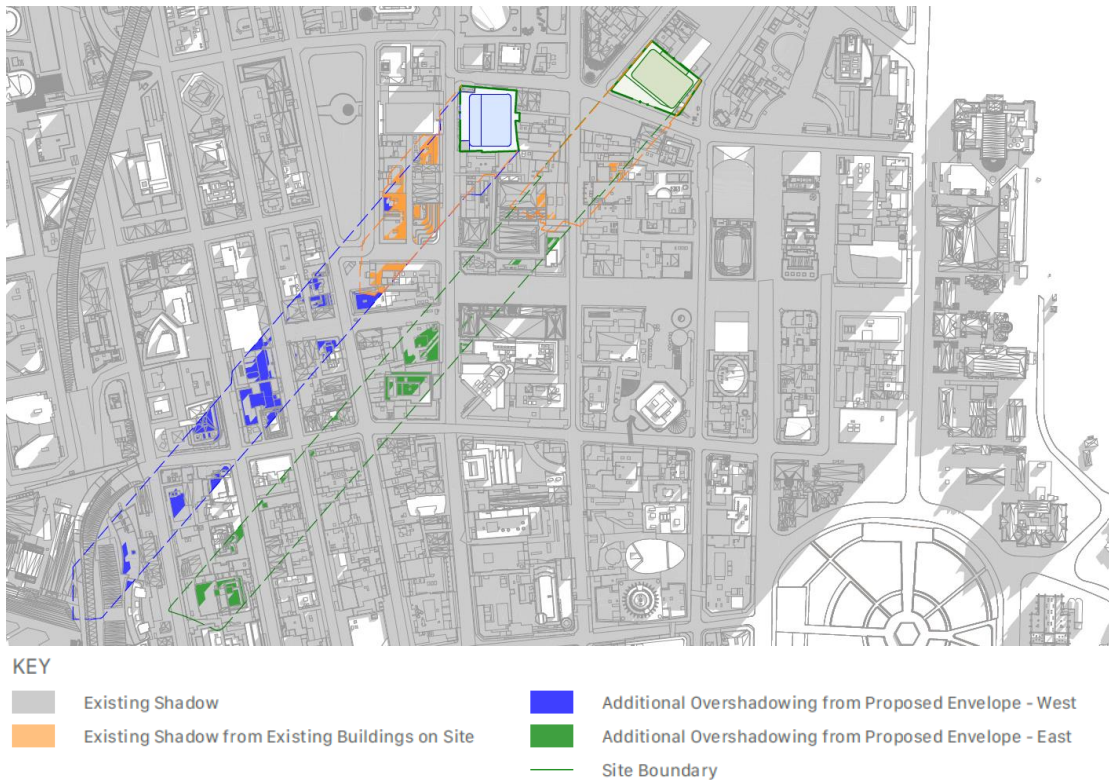 KEY
Existing Shadow
Existing Shadow from Existing Buildings on Site
Additional Overshadowing from Proposed Envelope - West
Additional Overshadowing from Proposed Envelope - East
Site Boundary